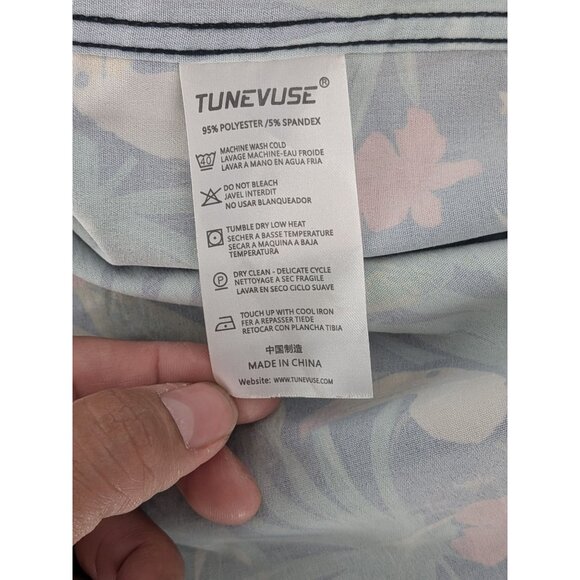 TUNEVUSE®
95% POLYESTER /5% SPANDEX
40
MACHINE WASH COLD
LAVAGE MACHINE-EAU FROIDE
LAVAR A MANO EN AGUA FRIA
DO NOT BLEACH
JAVEL INTERDIT
NO USAR BLANQUEADOR
TUMBLE DRY LOW HEAT
SECHER A BASSE TEMPERATURE
SECAR A MAQUINA A BAJA
TEMPERATURA
P
DRY CLEAN - DELICATE CYCLE
NETTOYAGE A SEC FRAGILE
LAVAR EN SECO CICLO SUAVE
TOUCH UP WITH COOL IRON
FER A REPASSER TIEDE
RETOCAR CON PLANCHA TIBIA
中国制造
MADE IN CHINA
Website: www.TUNEVUSE.COM